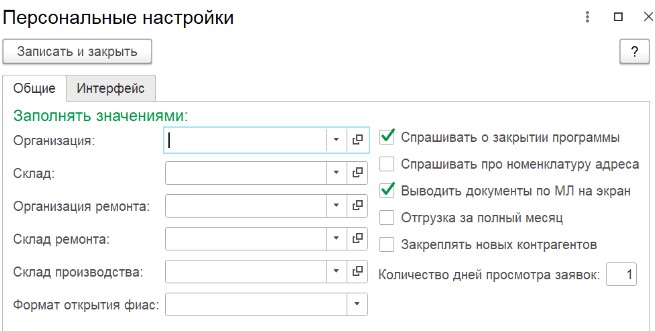 Персональные настройки
Записать и закрыть
?
Общие
Интерфейс
Заполнять значениями:
Организация:
Склад:
Организация ремонта:
Склад ремонта:
Склад производства:
Формат открытия фиас:
Спрашивать о закрытии программы
Спрашивать про номенклатуру адреса
Выводить документы по МЛ на экран
Отгрузка за полный месяц
Закреплять новых контрагентов
Количество дней просмотра заявок: 1